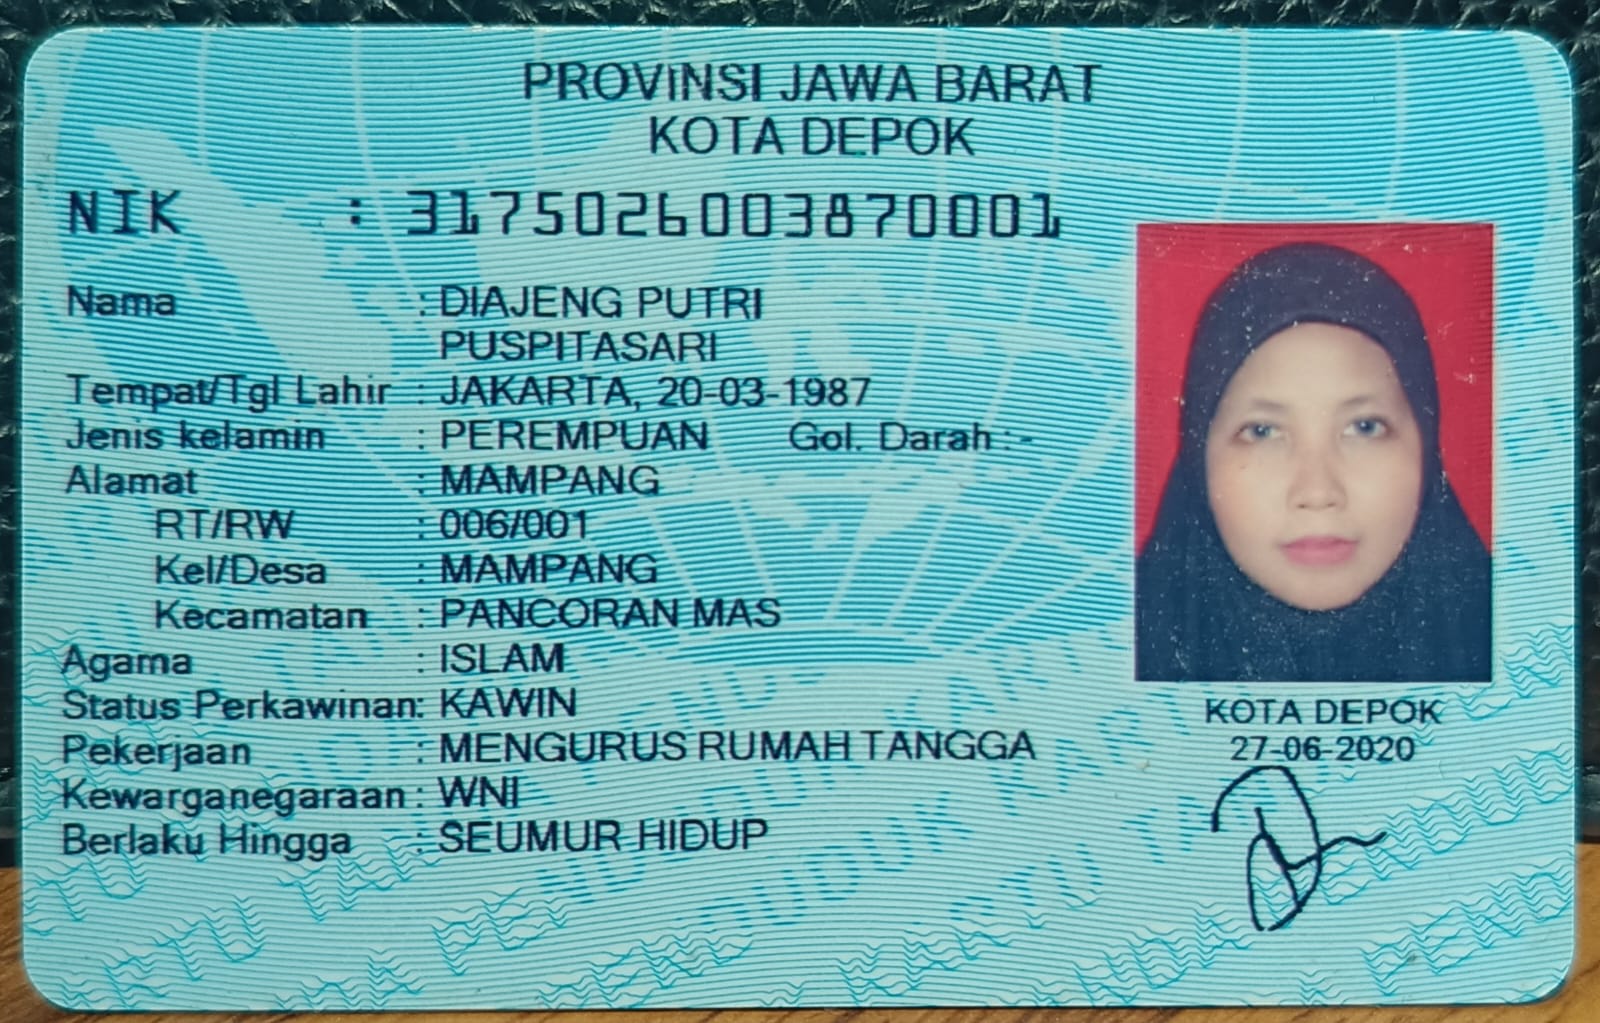 PROVINSI JAWA BARAT
KOTA DEPOK
NIK : 3175026003870001
Nama : DIAJENG PUTRI
PUSPITASARI
Tempat/Tgl Lahir : JAKARTA, 20-03-1987
Jenis kelamin : PEREMPUAN Gol. Darah : -
Alamat : MAMPANG
RT/RW : 006/001
Kel/Desa : MAMPANG
Kecamatan : PANCORAN MAS
Agama : ISLAM
Status Perkawinan: KAWIN
Pekerjaan : MENGURUS RUMAH TANGGA
Kewarganegaraan : WNI
Berlaku Hingga : SEUMUR HIDUP
KOTA DEPOK
27-06-2020